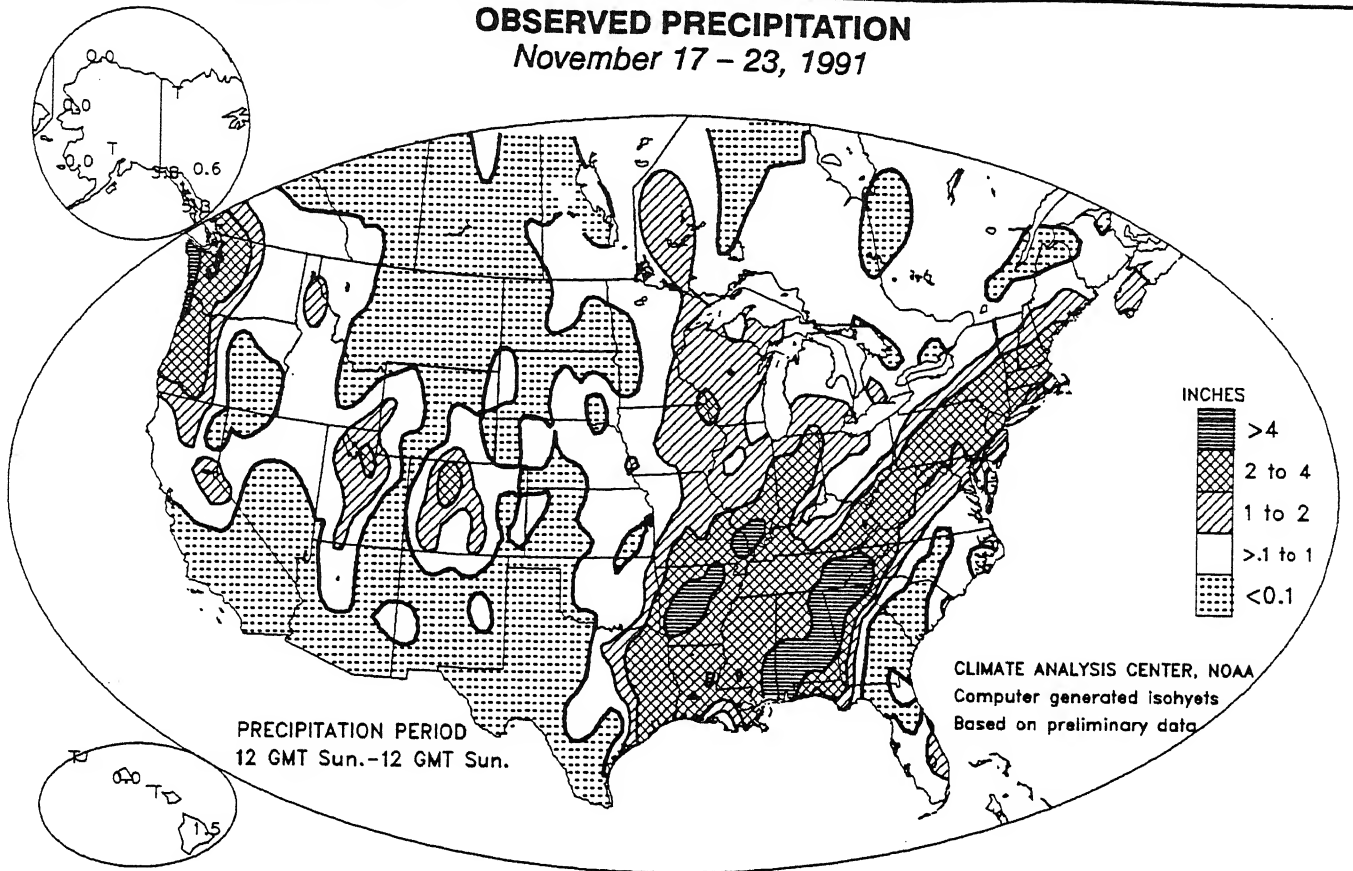 OBSERVED PRECIPITATION
November 17 – 23, 1991
0.0
T
0.0
T
0.0
0.6
INCHES
>4
2 to 4
1 to 2
>.1 to 1
<0.1
CLIMATE ANALYSIS CENTER, NOAA
Computer generated isohyets
Based on preliminary data
PRECIPITATION PERIOD
12 GMT Sun.–12 GMT Sun.
T
0.0
T
1.5